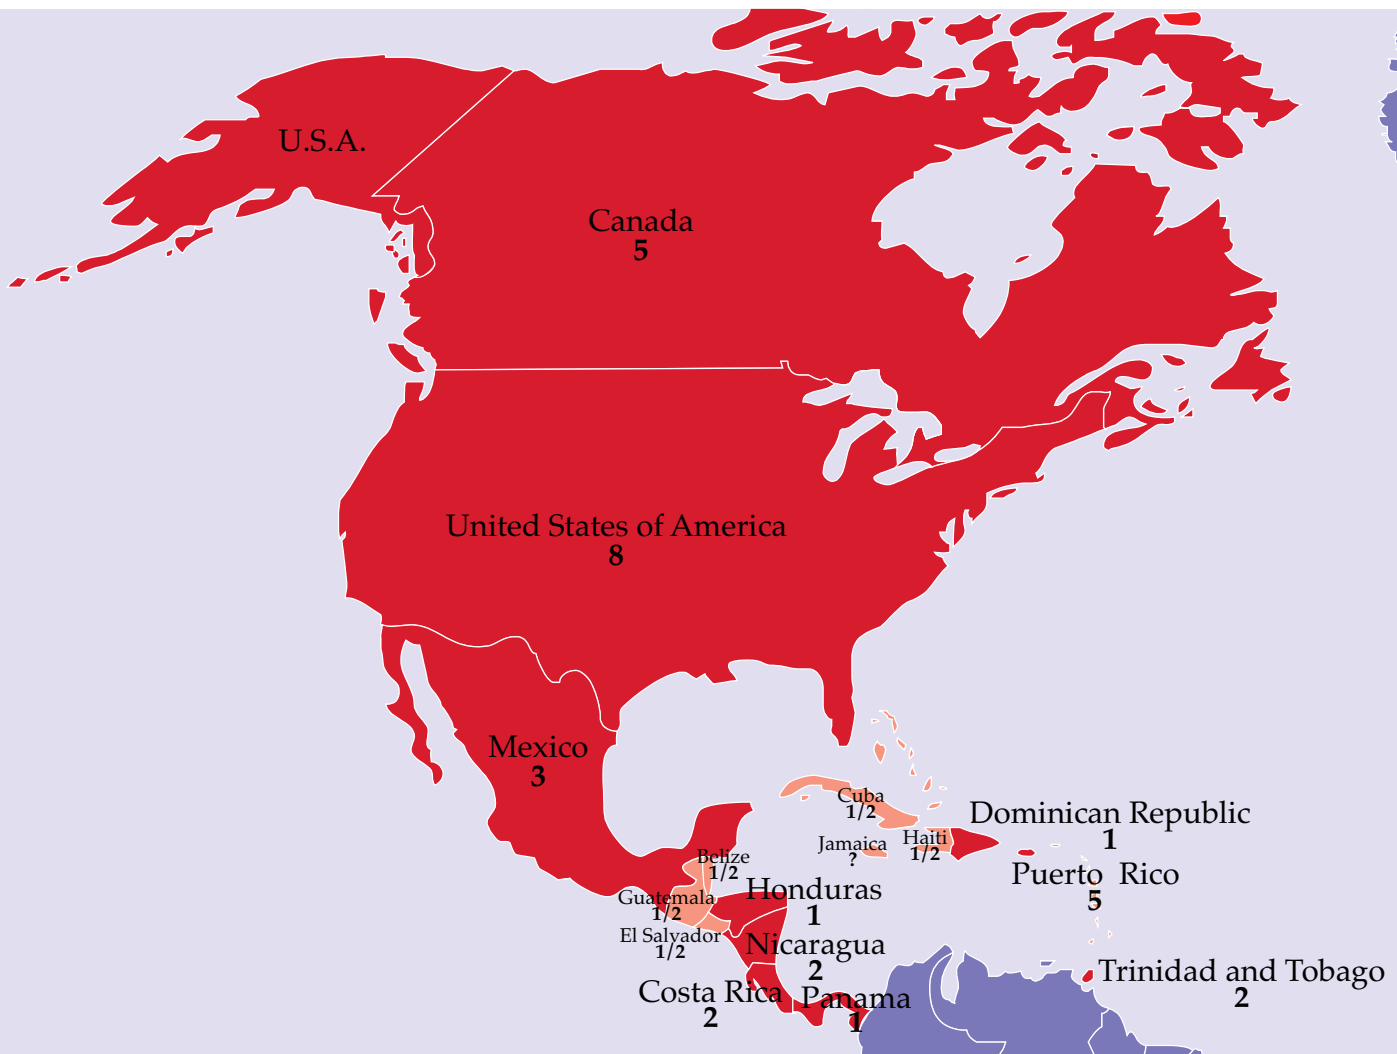 U.S.A.
Canada
5
United States of America
8
Mexico
3
Cuba
1/2
Dominican Republic
1
Jamaica
?
Haiti
1/2
Belize
1/2
Puerto Rico
5
Guatemala
1/2
Honduras
1
El Salvador
1/2
Nicaragua
2
Trinidad and Tobago
2
Costa Rica
2
Panama
1